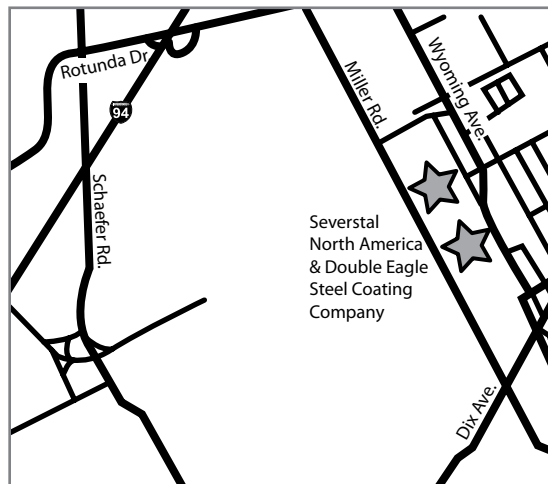 Rotunda Dr.
94
Schaefer Rd.
Miller Rd.
Wyoming Ave.
Severstal
North America
& Double Eagle
Steel Coating
Company
Dix Ave.